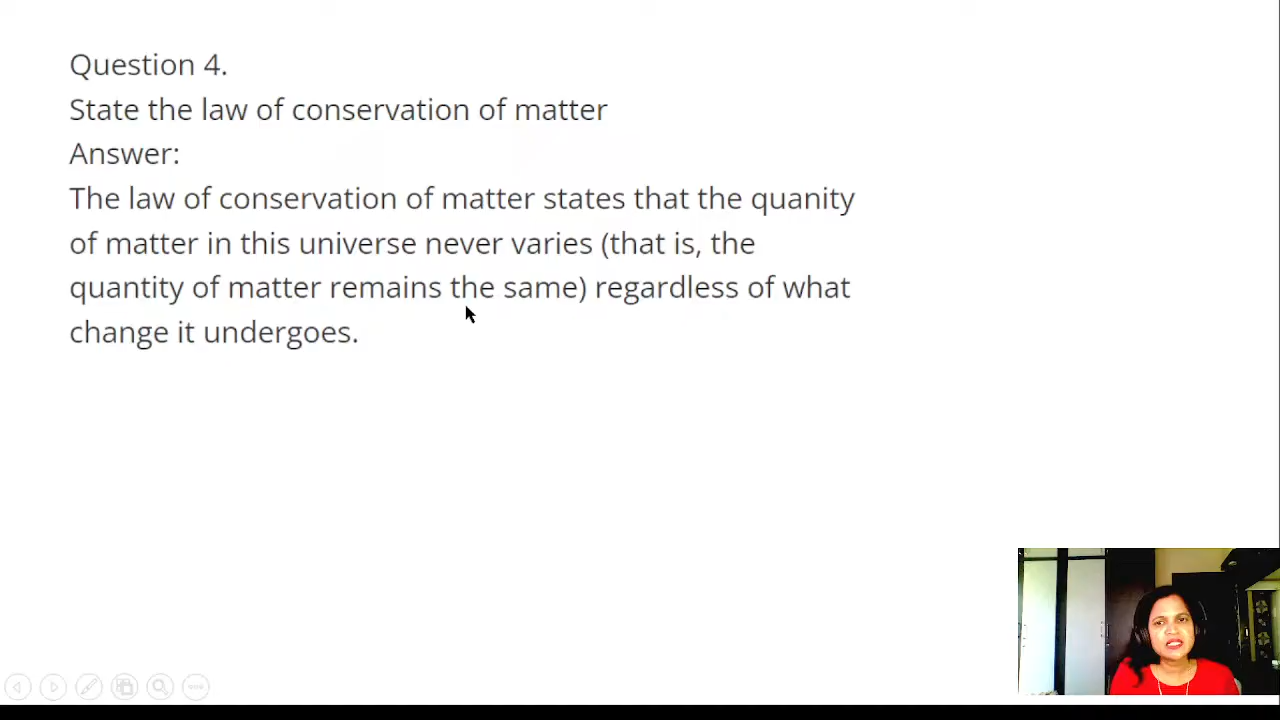 Question 4.
State the law of conservation of matter
Answer:
The law of conservation of matter states that the quanity
of matter in this universe never varies (that is, the
quantity of matter remains the same) regardless of what
change it undergoes.